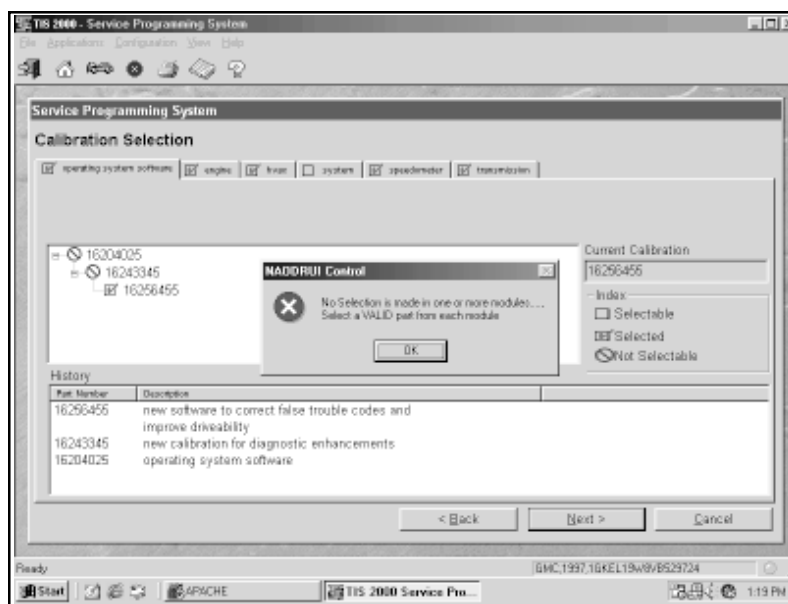 TIS 2000 - Service Programming System
File Applications Configuration View Help
Service Programming System
Calibration Selection
operating system software engine hvac system speedometer transmission
16204025
16243345
16256455
Current Calibration
16256455
Index
Selectable
Selected
Not Selectable
NAODRUI Control
No Selection is made in one or more modules....
Select a VALID part from each module
OK
History
Part Number Description
16256455 new software to correct false trouble codes and
improve driveability
16243345 new calibration for diagnostic enhancements
16204025 operating system software
< Back Next > Cancel
Ready GMC,1997,1GKEL19W8VB529724
Start APACHE TIS 2000 Service Pro... 1:19 PM